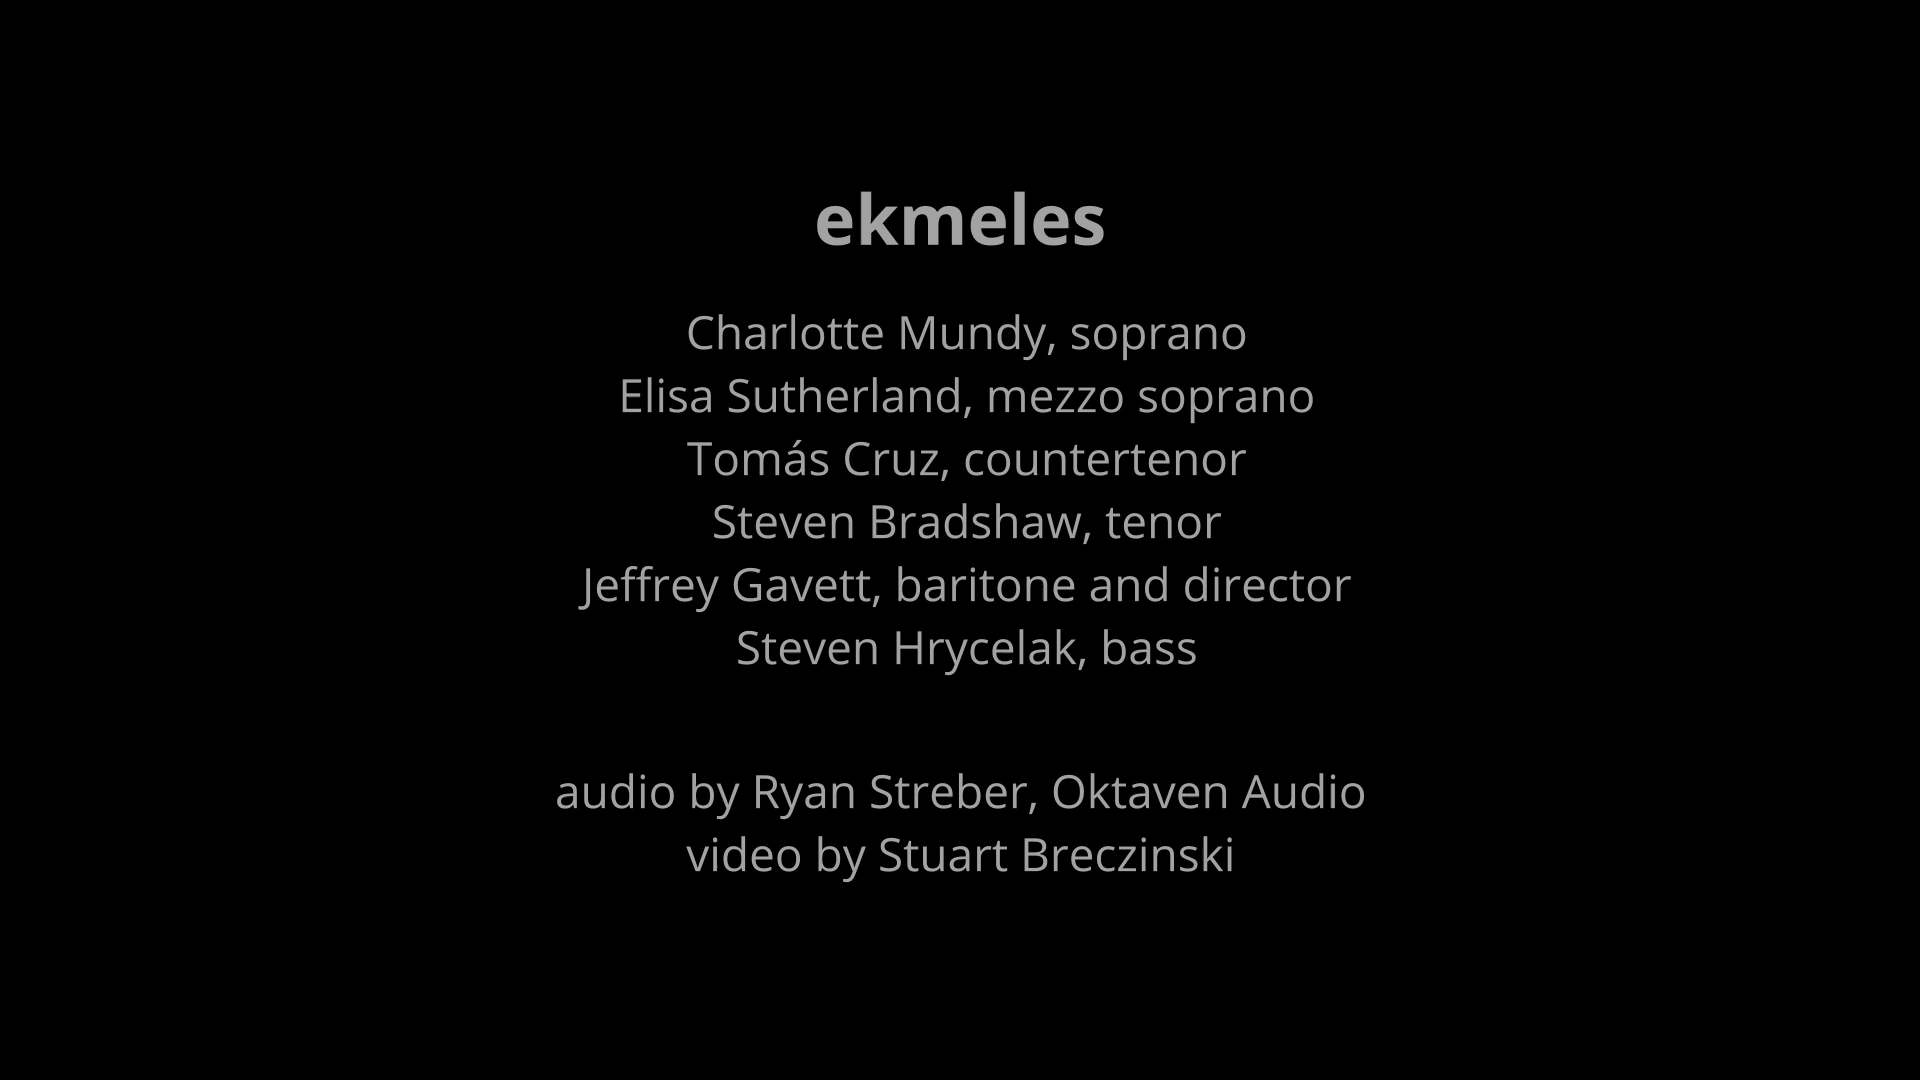 ekmeles
Charlotte Mundy, soprano
Elisa Sutherland, mezzo soprano
Tomás Cruz, countertenor
Steven Bradshaw, tenor
Jeffrey Gavett, baritone and director
Steven Hrycelak, bass
audio by Ryan Streber, Oktaven Audio
video by Stuart Breczinski